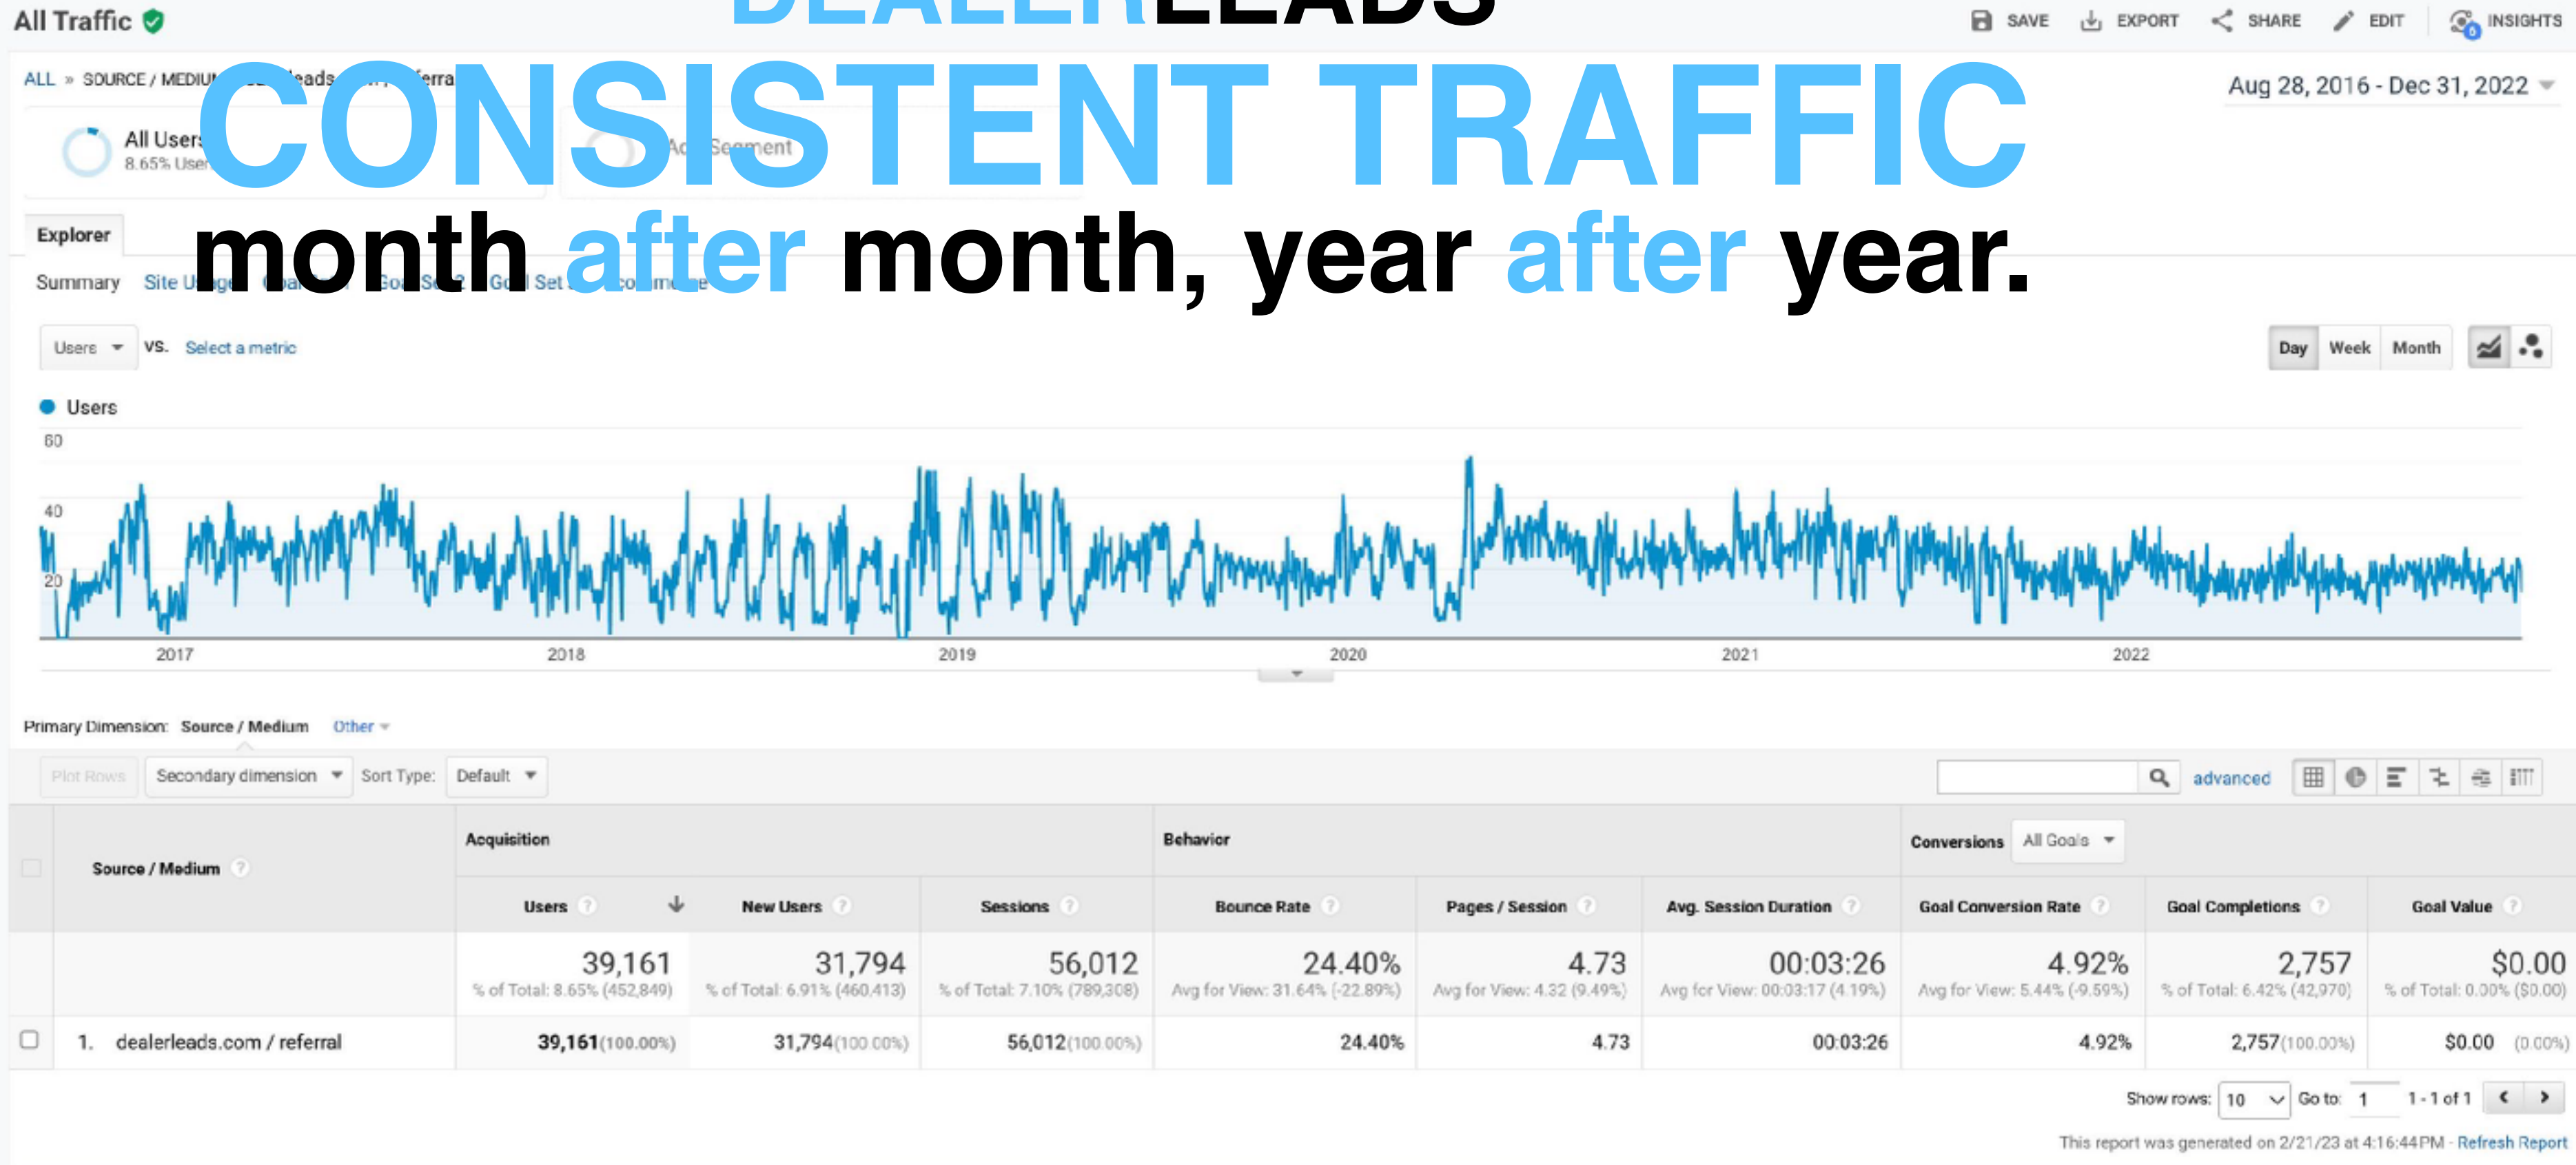 DEALERLEADS
All Traffic
SAVE EXPORT SHARE EDIT INSIGHTS
CONSISTENT TRAFFIC
month after month, year after year.
ALL » SOURCE / MEDIUM
Aug 28, 2016 - Dec 31, 2022
All Users
8.65% Users
Add Segment
Explorer
Summary Site Usage Goal Set 2 Goal Set Ecommerce
Users VS. Select a metric
Day Week Month
Users
60
40
20
2017 2018 2019 2020 2021 2022
Primary Dimension: Source / Medium Other
Plot Rows Secondary dimension Sort Type: Default advanced
Acquisition Behavior Conversions All Goals
Source / Medium
Users New Users Sessions Bounce Rate Pages / Session Avg. Session Duration Goal Conversion Rate Goal Completions Goal Value
39,161 31,794 56,012 24.40% 4.73 00:03:26 4.92% 2,757 $0.00
% of Total: 8.65% (452,849) % of Total: 6.91% (460,413) % of Total: 7.10% (789,308) Avg for View: 31.64% (-22.89%) Avg for View: 4.32 (9.49%) Avg for View: 00:03:17 (4.19%) Avg for View: 5.44% (-9.59%) % of Total: 6.42% (42,970) % of Total: 0.00% ($0.00)
1. dealerleads.com / referral 39,161(100.00%) 31,794(100.00%) 56,012(100.00%) 24.40% 4.73 00:03:26 4.92% 2,757(100.00%) $0.00 (0.00%)
Show rows: 10 Go to: 1 1 - 1 of 1
This report was generated on 2/21/23 at 4:16:44 PM - Refresh Report